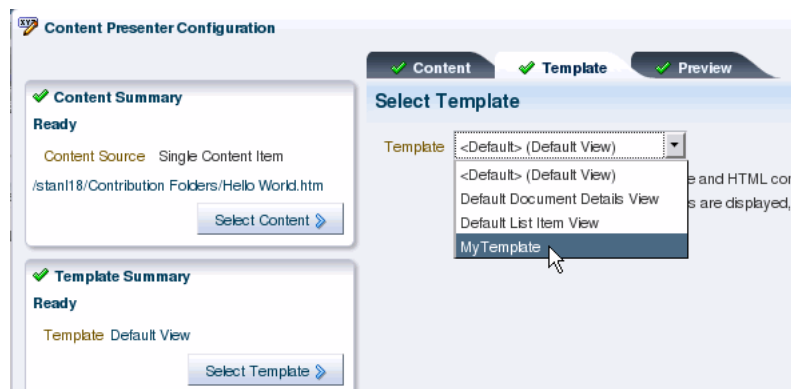 Content Presenter Configuration
Content
Template
Preview
Content Summary
Ready
Content Source Single Content Item
/stanl18/Contribution Folders/Hello World.htm
Select Content
Template Summary
Ready
Template Default View
Select Template
Select Template
Template <Default> (Default View)
<Default> (Default View)
Default Document Details View
Default List Item View
MyTemplate
e and HTML cor
s are displayed,